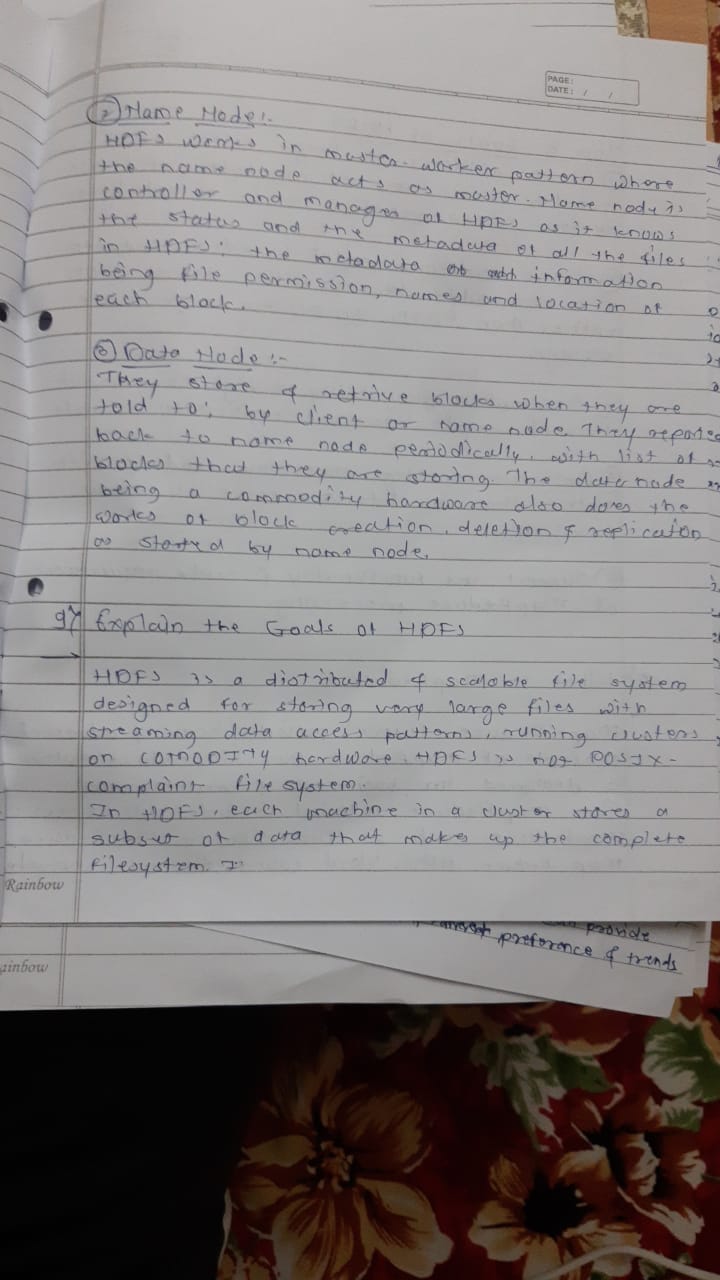 PAGE:
DATE: / /
② Name Node:-
HDFS works in master-worker pattern where
the name node acts as master. Name node is
controller and manager of HDFS as it knows
the status and the metadata of all the files
in HDFS; the metadata information
being file permission, names and location of
each block.
③ Data Node :-
They store & retrive blocks when they are
told to; by client or name node. They reported
back to name node periodically, with list of
blocks that they are storing. The data node
being a commodity hardware also does the
works of block creation, deletion & replicaton
as stated by name node.
97 Explain the Goals of HDFS
HDFS is a distributed & scalable file system
designed for storing very large files with
streaming data access patterns, running clusters
on COMODITY hardware. HDFS is not POSIX-
complaint file system.
In HDFS, each machine in a cluster stores a
subset of data that makes up the complete
filesystem.
Rainbow
provide
preference & trends
ainbow